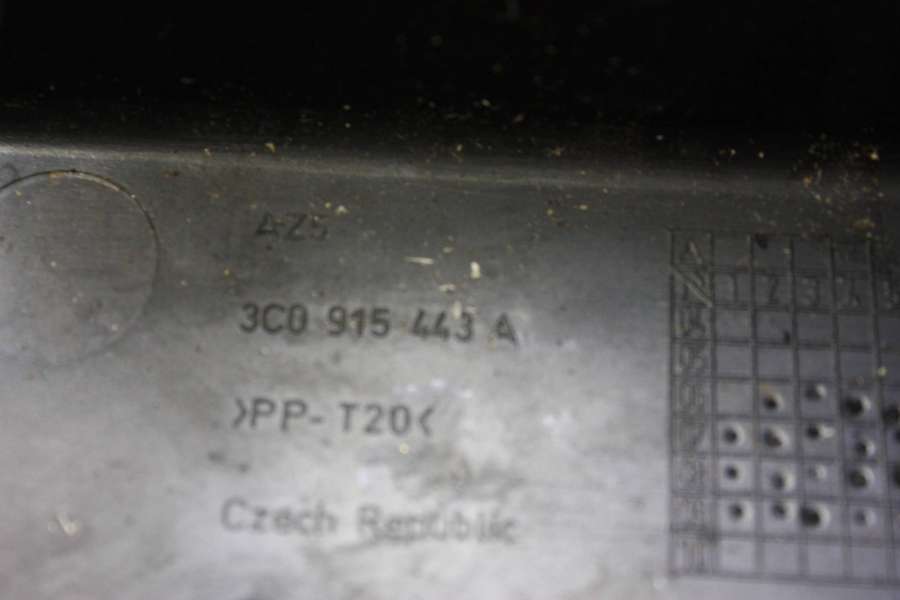 AZ5
3C0 915 443 A
>PP-T20<
Czech Republic